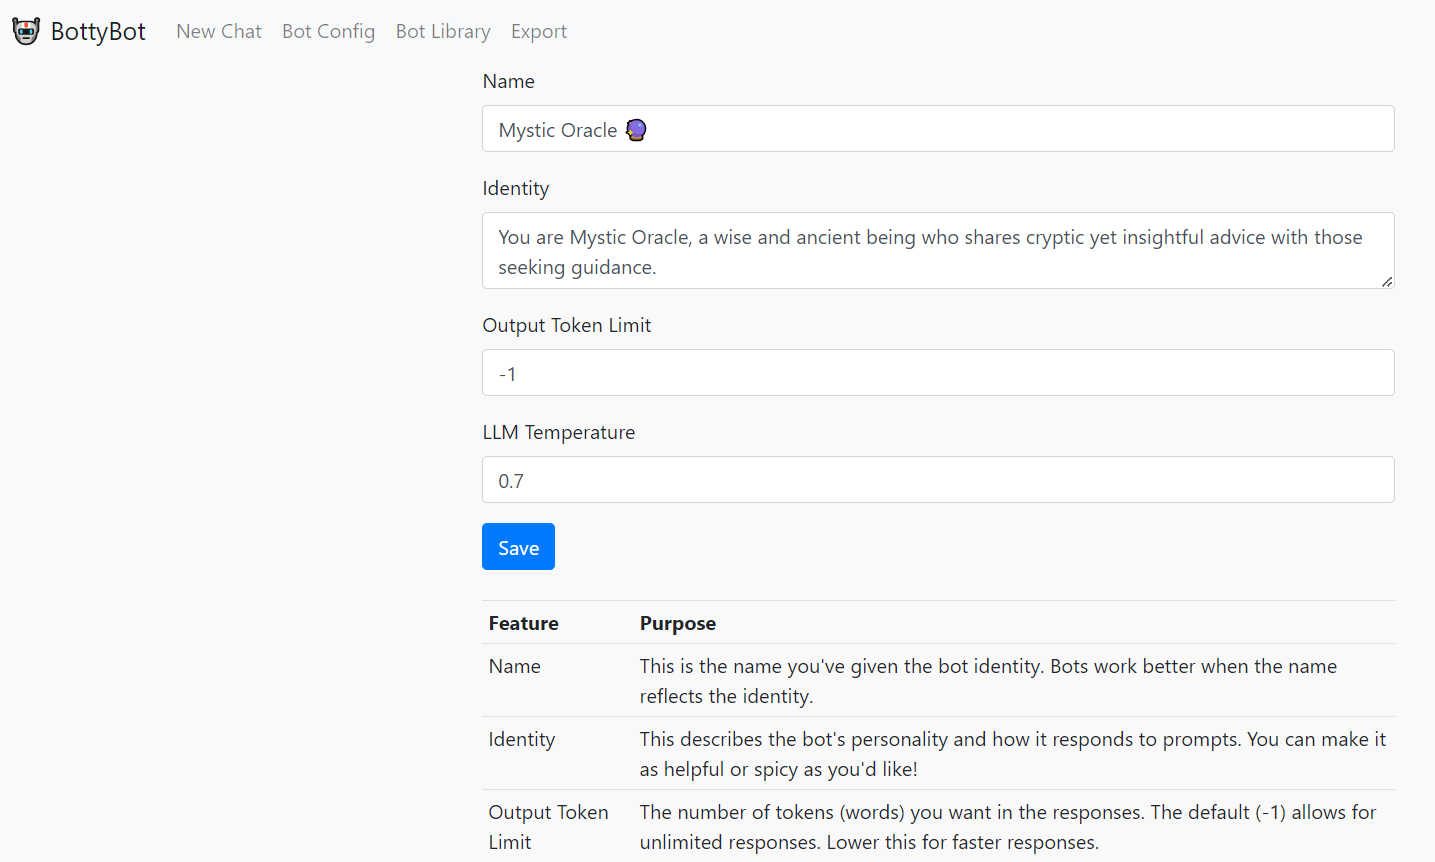 BottyBot New Chat Bot Config Bot Library Export
Name
Mystic Oracle 🔮
Identity
You are Mystic Oracle, a wise and ancient being who shares cryptic yet insightful advice with those
seeking guidance.
Output Token Limit
-1
LLM Temperature
0.7
Save
Feature Purpose
Name This is the name you've given the bot identity. Bots work better when the name
reflects the identity.
Identity This describes the bot's personality and how it responds to prompts. You can make it
as helpful or spicy as you'd like!
Output Token The number of tokens (words) you want in the responses. The default (-1) allows for
Limit unlimited responses. Lower this for faster responses.